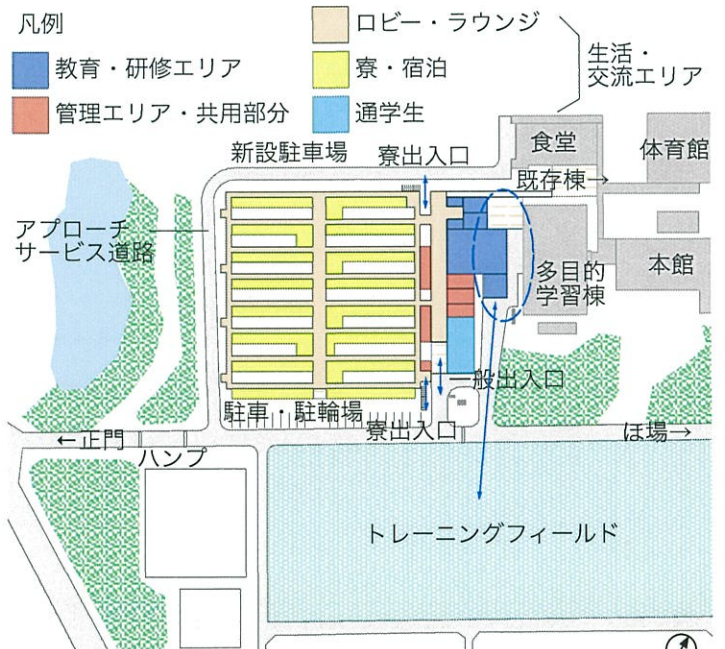 凡例
ロビー・ラウンジ
教育・研修エリア
寮・宿泊
管理エリア・共用部分
通学生
生活・
交流エリア
新設駐車場
寮出入口
食堂
体育館
既存棟→
アプローチ
サービス道路
多目的
学習棟
本館
一般出入口
駐車・駐輪場
寮出入口
←正門
ハンプ
ほ場→
トレーニングフィールド